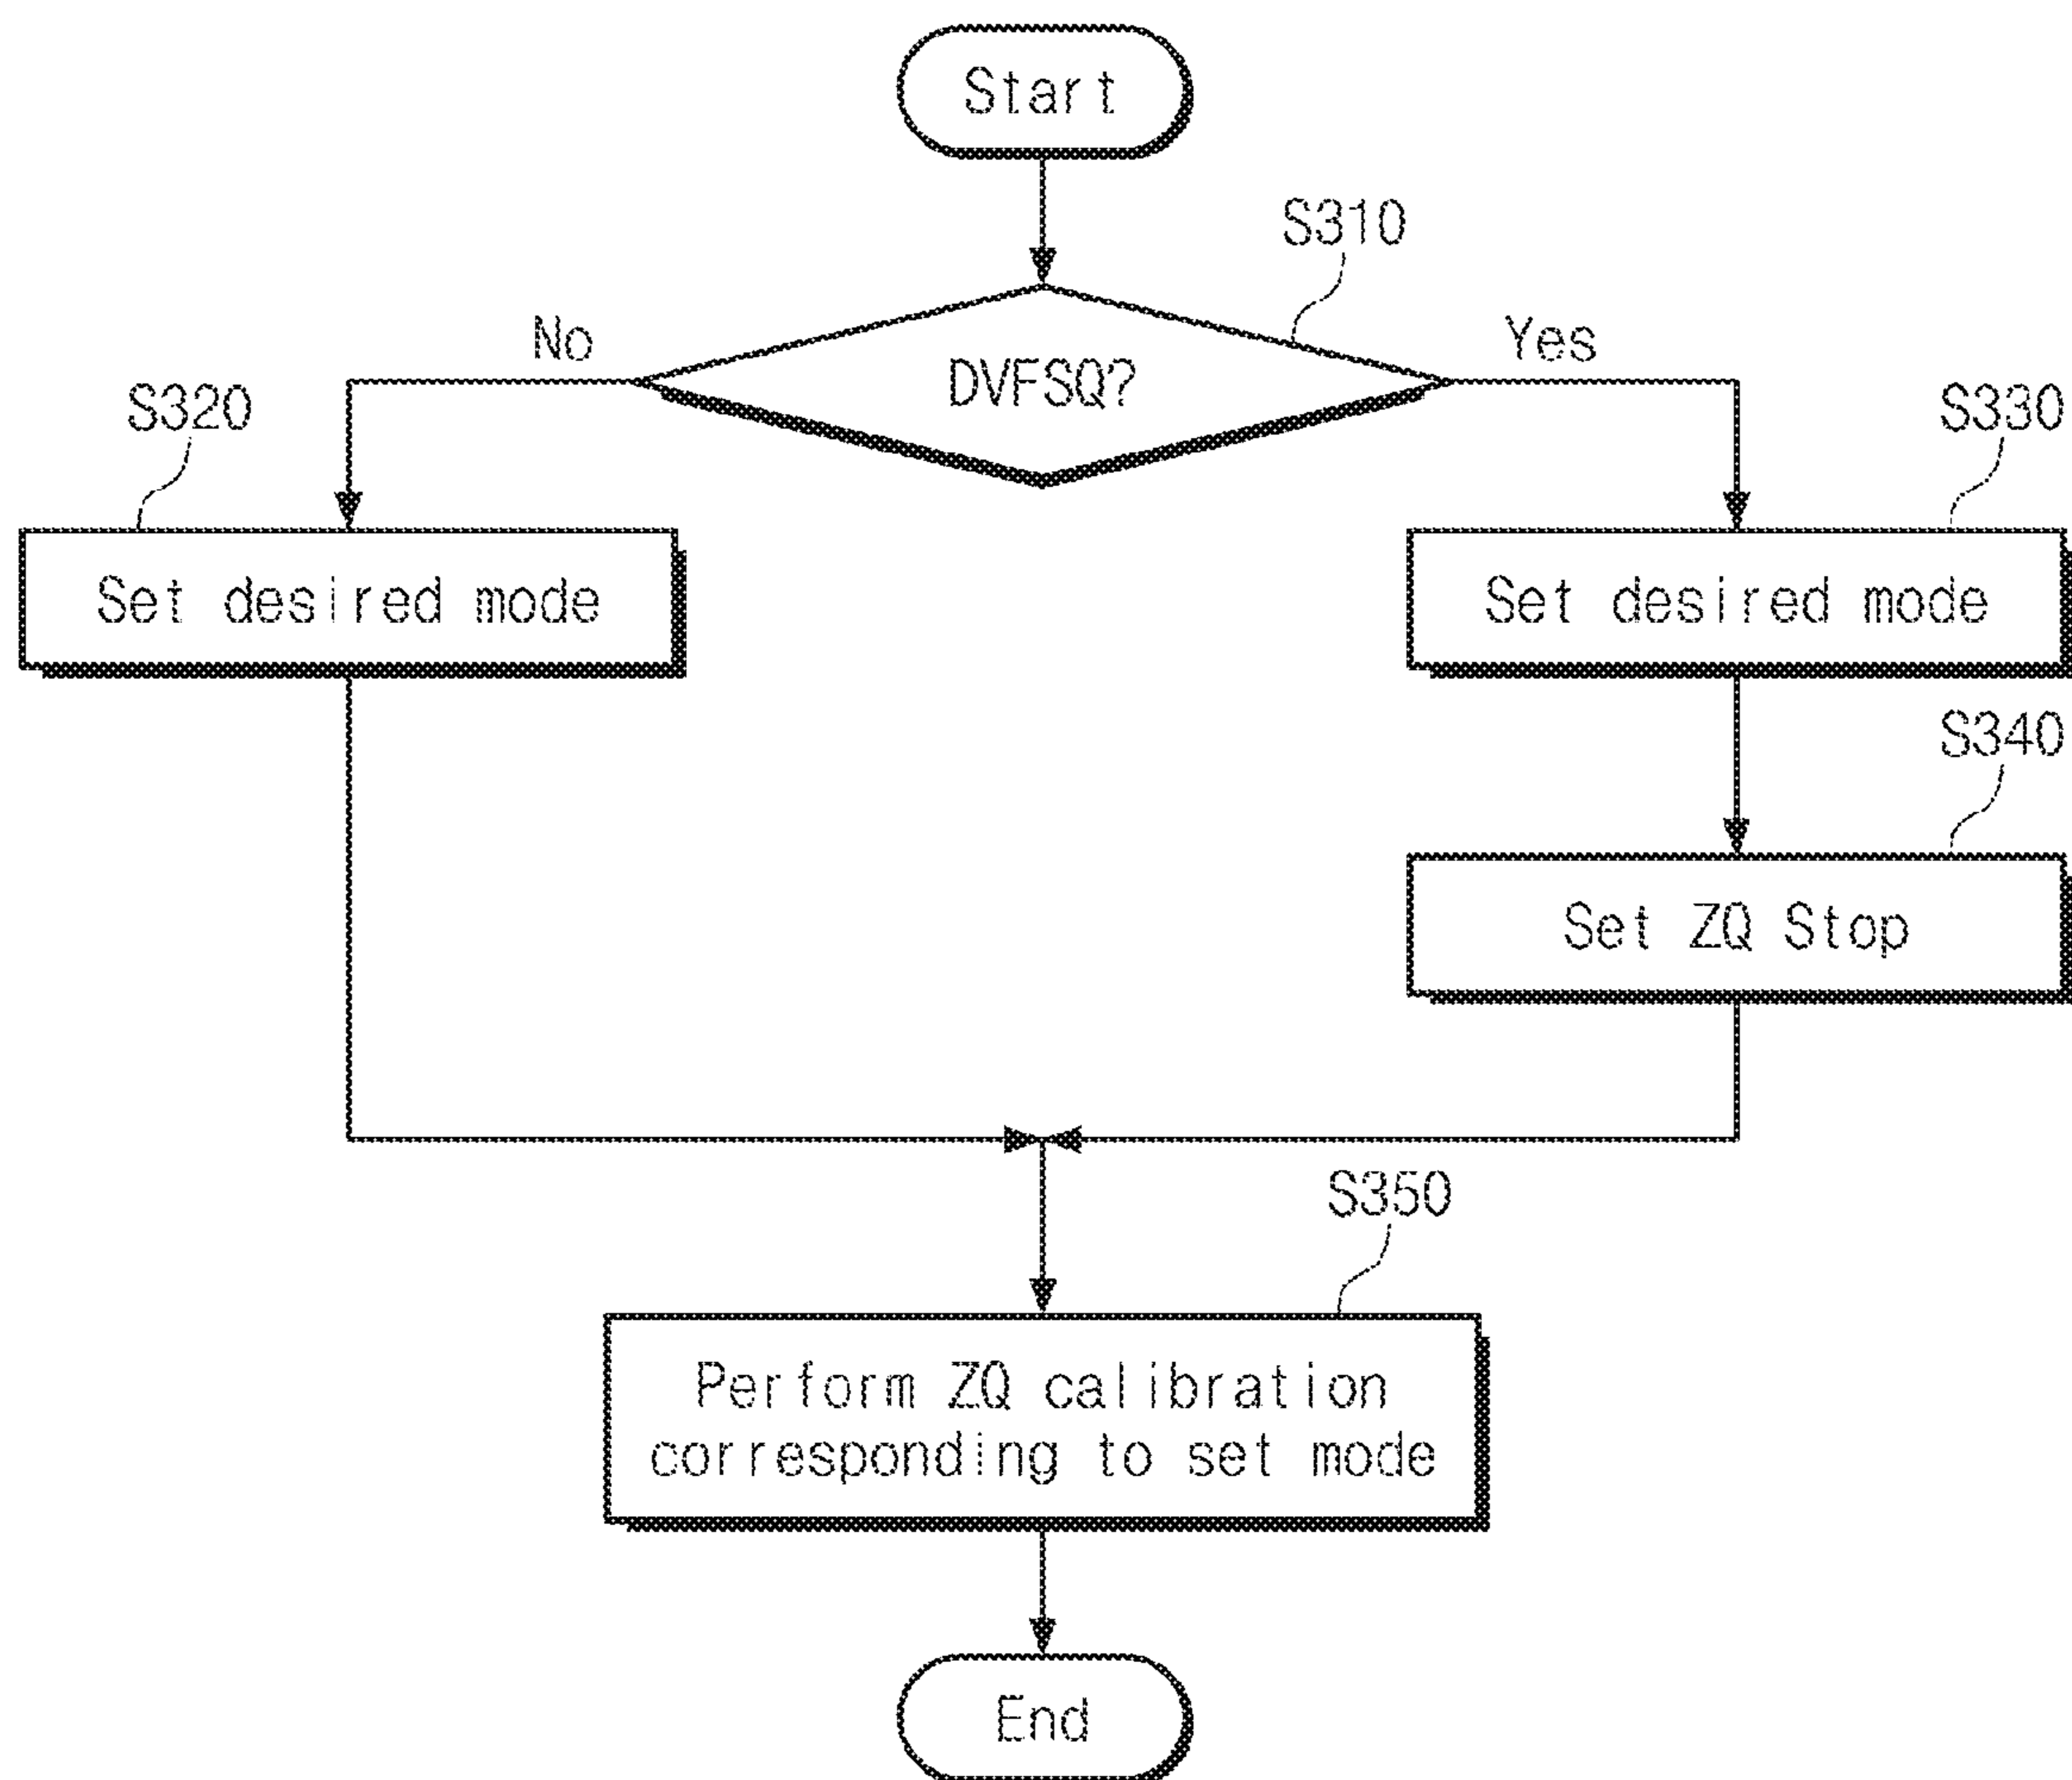 Start
S310
No
DVFSQ?
Yes
S320
S330
Set desired mode
Set desired mode
S340
Set ZQ Stop
S350
Perform ZQ calibration
corresponding to set mode
End